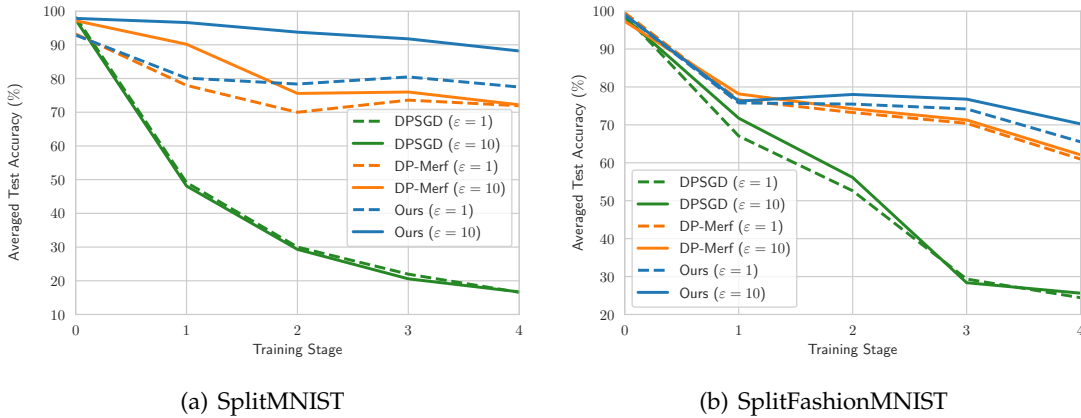 100
90
80
70
60
50
40
30
20
10
Averaged Test Accuracy (%)
DPSGD (ε = 1)
DPSGD (ε = 10)
DP-Merf (ε = 1)
DP-Merf (ε = 10)
Ours (ε = 1)
Ours (ε = 10)
0 1 2 3 4
Training Stage
(a) SplitMNIST
100
90
80
70
60
50
40
30
20
Averaged Test Accuracy (%)
DPSGD (ε = 1)
DPSGD (ε = 10)
DP-Merf (ε = 1)
DP-Merf (ε = 10)
Ours (ε = 1)
Ours (ε = 10)
0 1 2 3 4
Training Stage
(b) SplitFashionMNIST